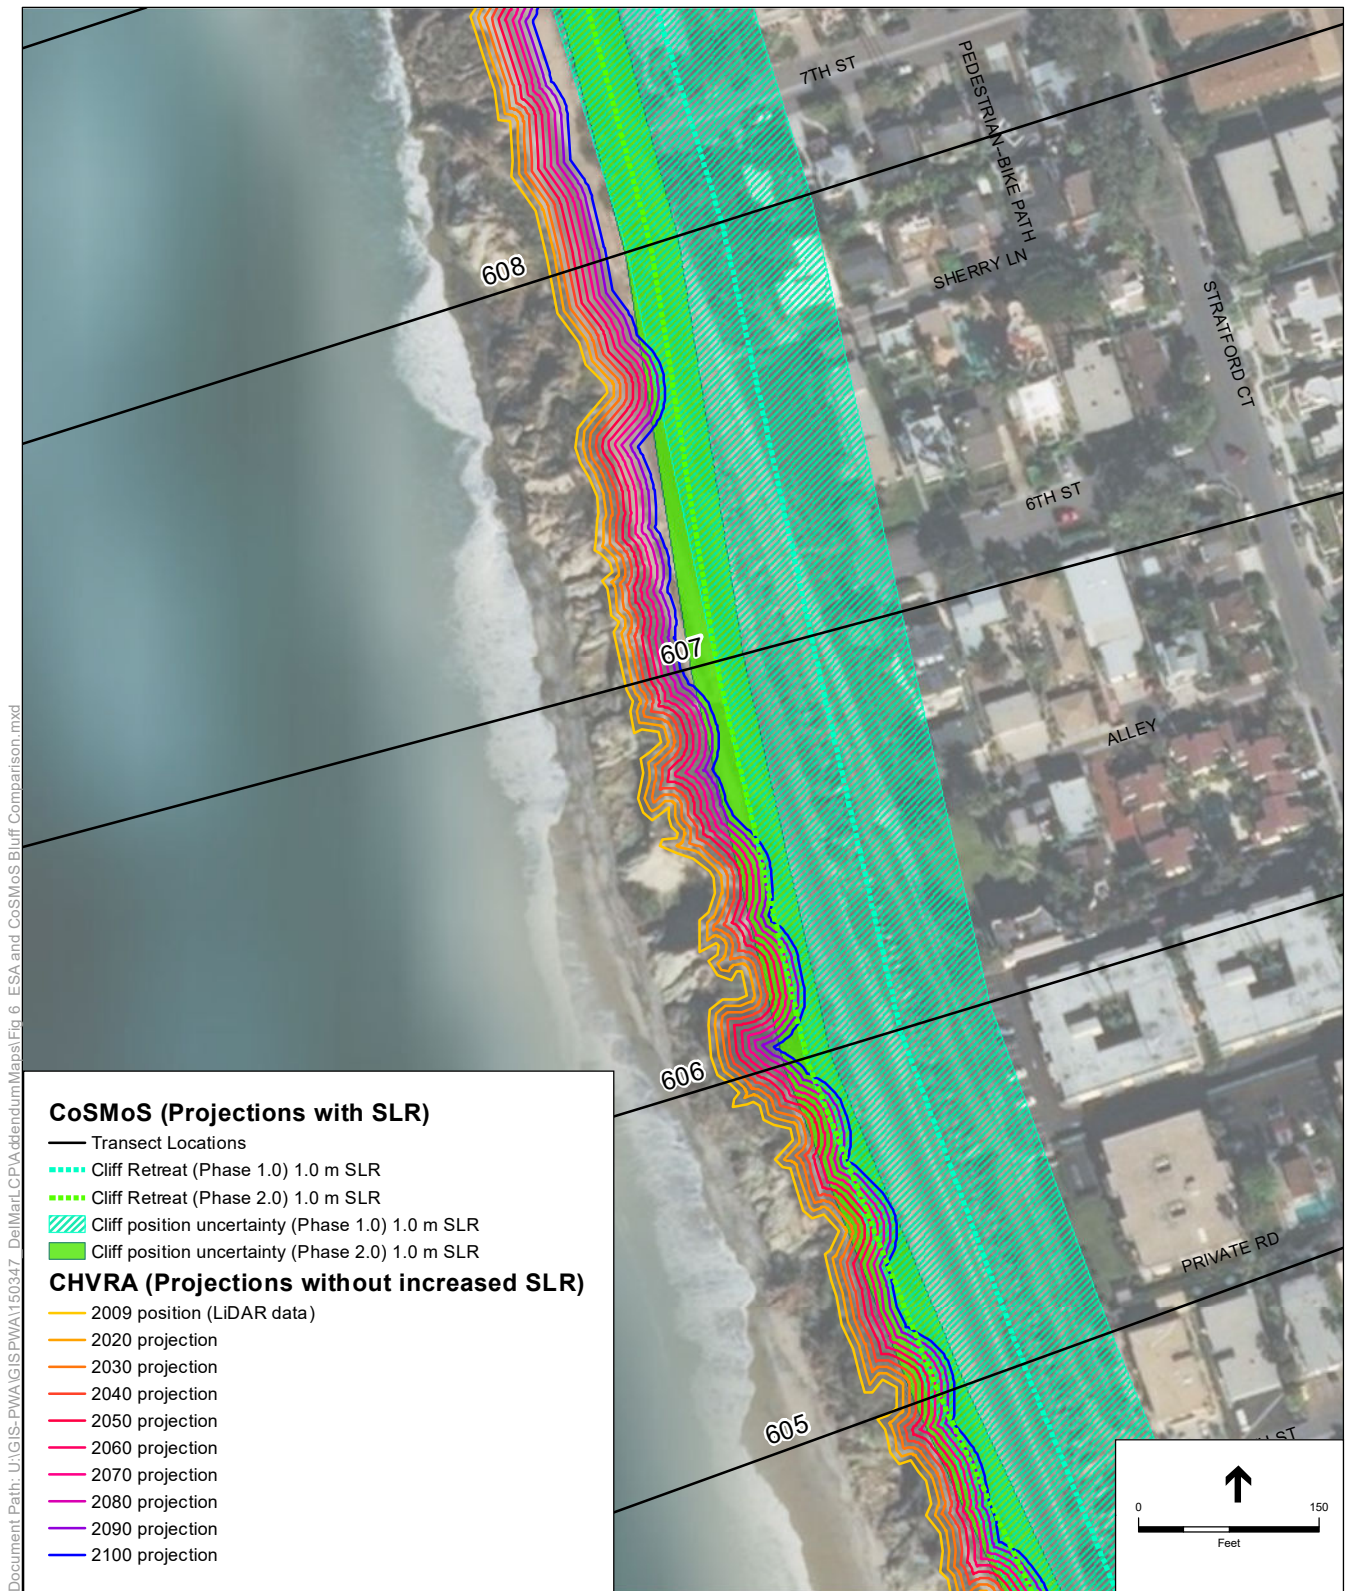 7TH ST
PEDESTRIAN--BIKE PATH
SHERRY LN
608
STRATFORD CT
6TH ST
607
ALLEY
606
PRIVATE RD
605
ST
CoSMoS (Projections with SLR)
Transect Locations
Cliff Retreat (Phase 1.0) 1.0 m SLR
Cliff Retreat (Phase 2.0) 1.0 m SLR
Cliff position uncertainty (Phase 1.0) 1.0 m SLR
Cliff position uncertainty (Phase 2.0) 1.0 m SLR
CHVRA (Projections without increased SLR)
2009 position (LiDAR data)
2020 projection
2030 projection
2040 projection
2050 projection
2060 projection
2070 projection
2080 projection
2090 projection
2100 projection
0 150
Feet
Document Path: U:\GIS-PWA\GISPWA\150347_DelMarLCP\AddendumMaps\Fig 6_ESA and CoSMoS Bluff Comparison.mxd